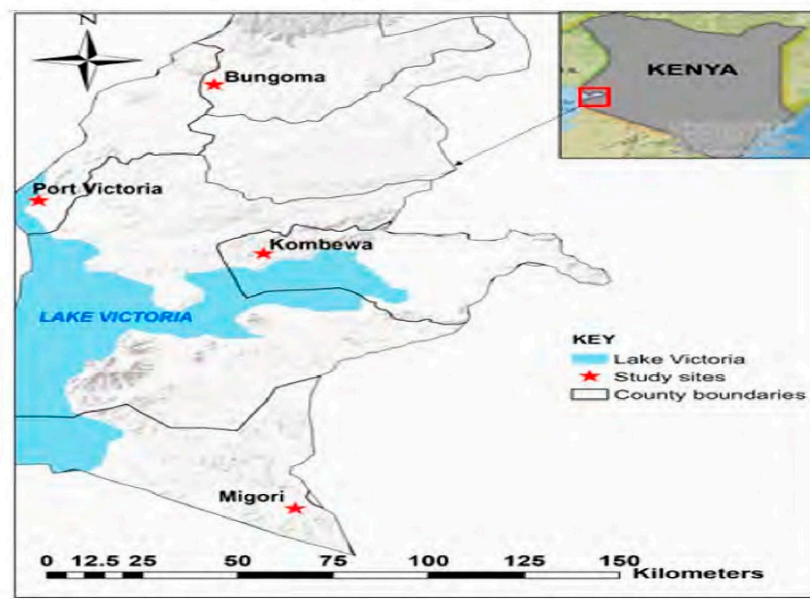 Z
Bungoma
KENYA
Port Victoria
Kombewa
LAKE VICTORIA
KEY
Lake Victoria
Study sites
County boundaries
Migori
0 12.5 25 50 75 100 125 150
Kilometers